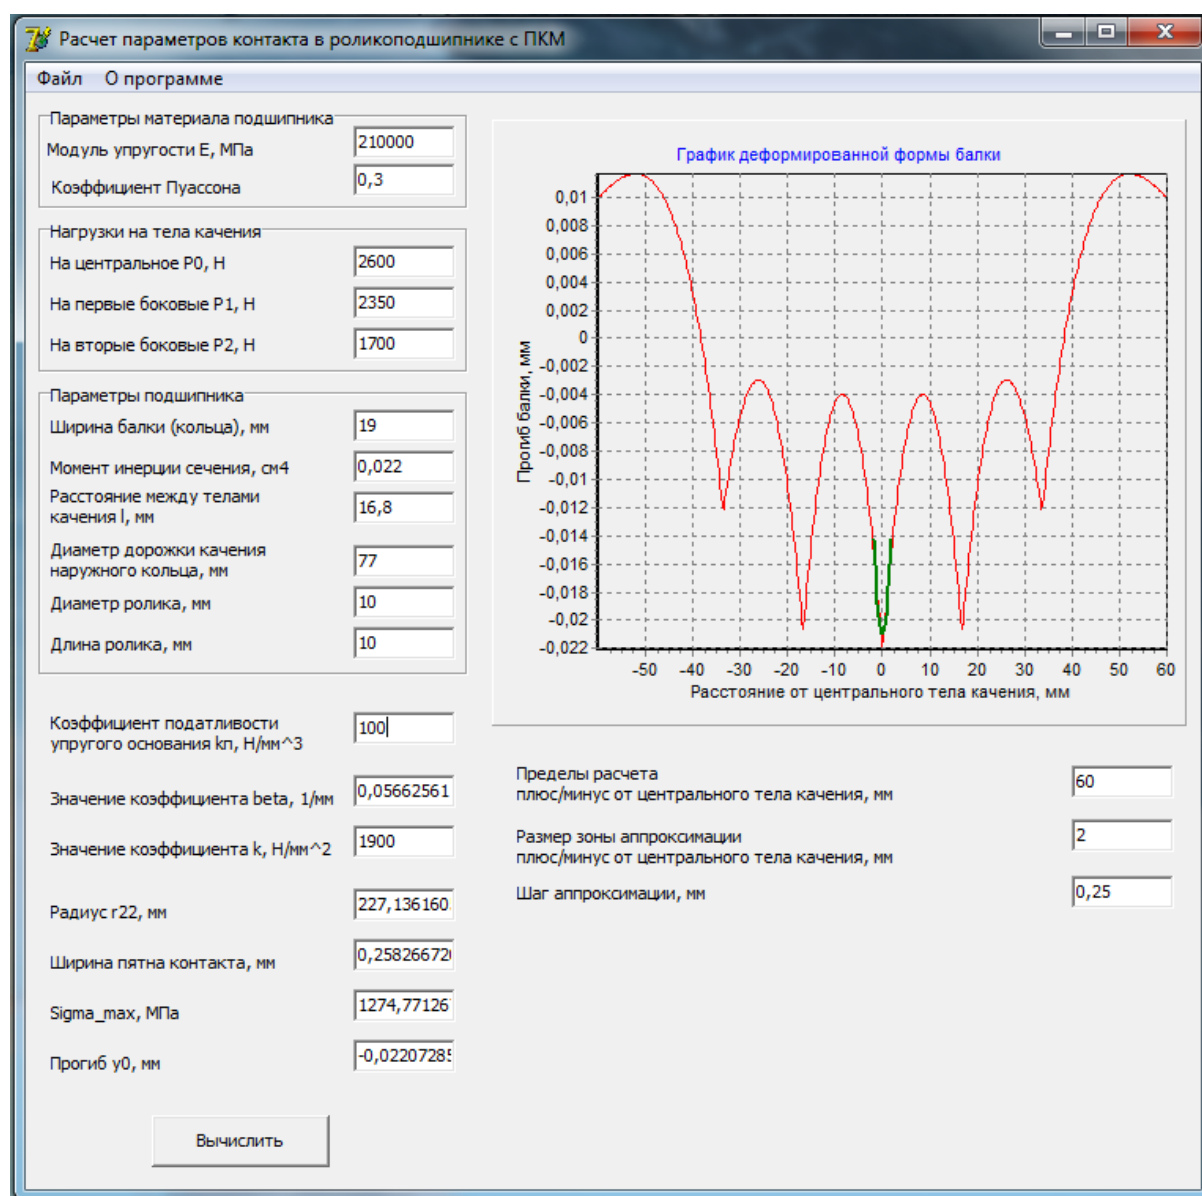 Расчет параметров контакта в роликоподшипнике с ПКМ
Файл О программе
Параметры материала подшипника
Модуль упругости E, МПа 210000
Коэффициент Пуассона 0,3
Нагрузки на тела качения
На центральное P0, Н 2600
На первые боковые P1, Н 2350
На вторые боковые P2, Н 1700
Параметры подшипника
Ширина балки (кольца), мм 19
Момент инерции сечения, см4 0,022
Расстояние между телами
качения l, мм 16,8
Диаметр дорожки качения
наружного кольца, мм 77
Диаметр ролика, мм 10
Длина ролика, мм 10
Коэффициент податливости
упругого основания kп, Н/мм^3 100
Значение коэффициента beta, 1/мм 0,05662561
Значение коэффициента k, Н/мм^2 1900
Радиус r22, мм 227,136160
Ширина пятна контакта, мм 0,25826672
Sigma_max, МПа 1274,77126
Прогиб y0, мм -0,0220728
Вычислить
График деформированной формы балки
0,01
0,008
0,006
0,004
0,002
0
-0,002
-0,004
-0,006
-0,008
-0,01
-0,012
-0,014
-0,016
-0,018
-0,02
-0,022
Прогиб балки, мм
-50 -40 -30 -20 -10 0 10 20 30 40 50 60
Расстояние от центрального тела качения, мм
Пределы расчета
плюс/минус от центрального тела качения, мм 60
Размер зоны аппроксимации
плюс/минус от центрального тела качения, мм 2
Шаг аппроксимации, мм 0,25